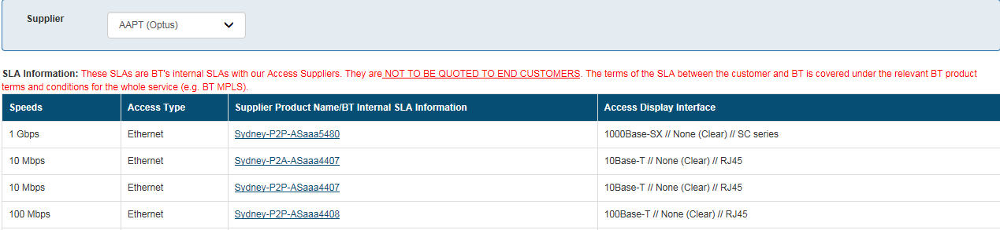 Supplier
AAPT (Optus)
SLA Information: These SLAs are BT's internal SLAs with our Access Suppliers. They are NOT TO BE QUOTED TO END CUSTOMERS. The terms of the SLA between the customer and BT is covered under the relevant BT product
terms and conditions for the whole service (e.g. BT MPLS).
Speeds Access Type Supplier Product Name/BT Internal SLA Information Access Display Interface
1 Gbps Ethernet Sydney-P2P-ASaaa5480 1000Base-SX // None (Clear) // SC series
10 Mbps Ethernet Sydney-P2A-ASaaa4407 10Base-T // None (Clear) // RJ45
10 Mbps Ethernet Sydney-P2P-ASaaa4407 10Base-T // None (Clear) // RJ45
100 Mbps Ethernet Sydney-P2P-ASaaa4408 100Base-T // None (Clear) // RJ45